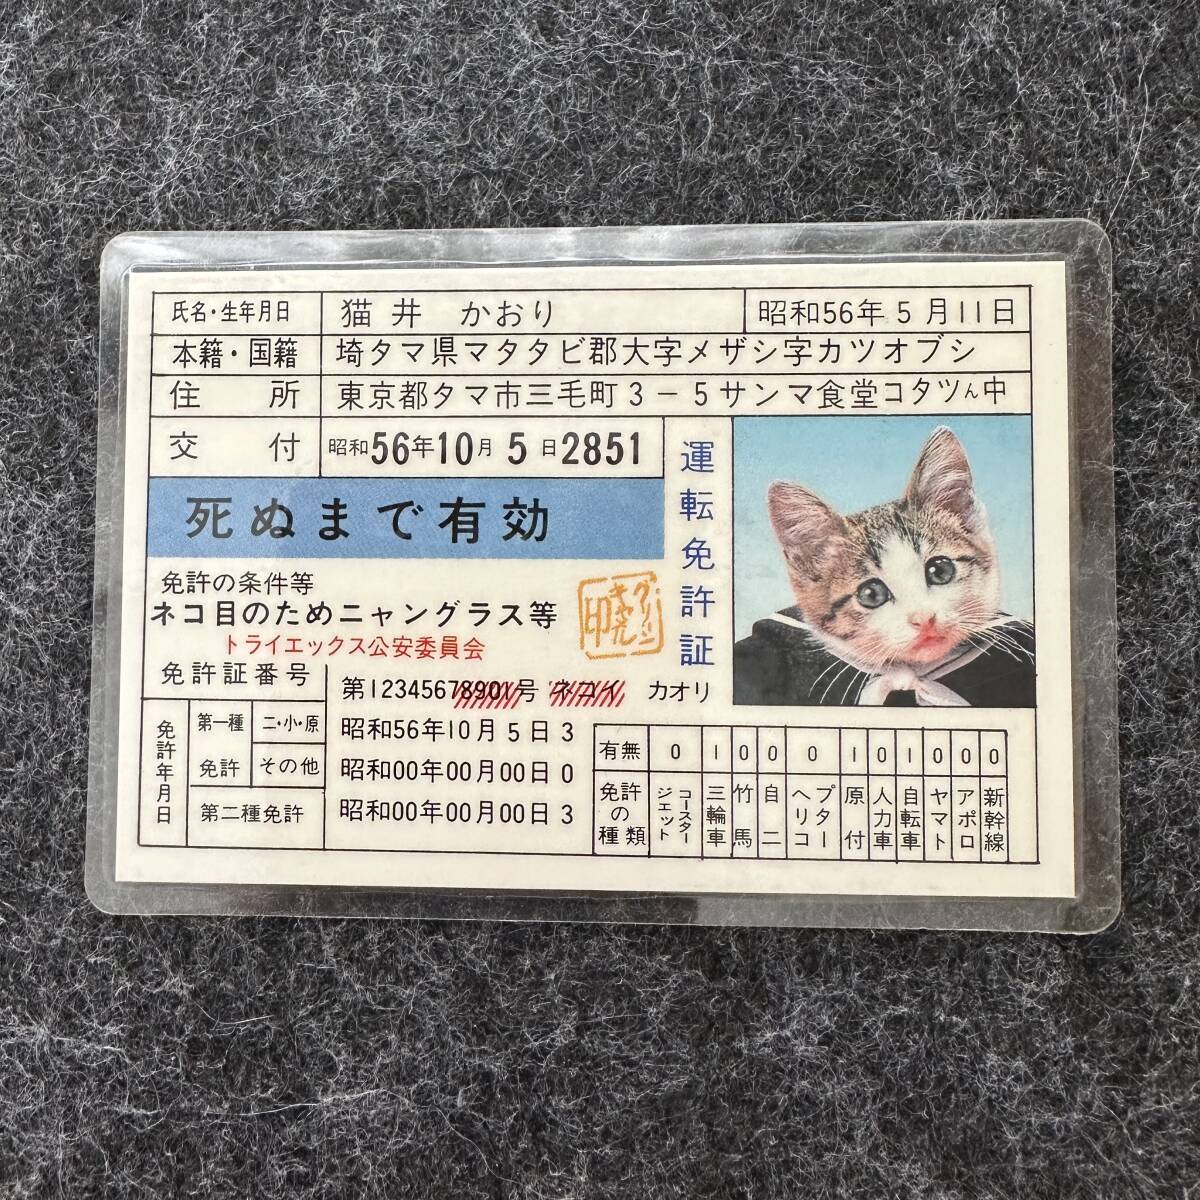 氏名・生年月日 猫井 かおり 昭和56年5月11日
本籍・国籍 埼タマ県マタタビ郡大字メザシ字カツオブシ
住所 東京都タマ市三毛町3-5サンマ食堂コタツん中
交付 昭和56年10月5日2851
運転免許証
死ぬまで有効
免許の条件等
ネコ目のためニャングラス等
トライエックス公安委員会
グリーンキャメル印
免許証番号 第12345678901号 ネコイ カオリ
免許年月日
第一種免許 二・小・原 昭和56年10月5日3
その他 昭和00年00月00日0
第二種免許 昭和00年00月00日3
有無 0 1 0 0 0 1 0 1 0 0 0
免許の種類 ジェットコースター 三輪車 竹馬 自二 ヘリコプター 原付 人力車 自転車 ヤマト アポロ 新幹線